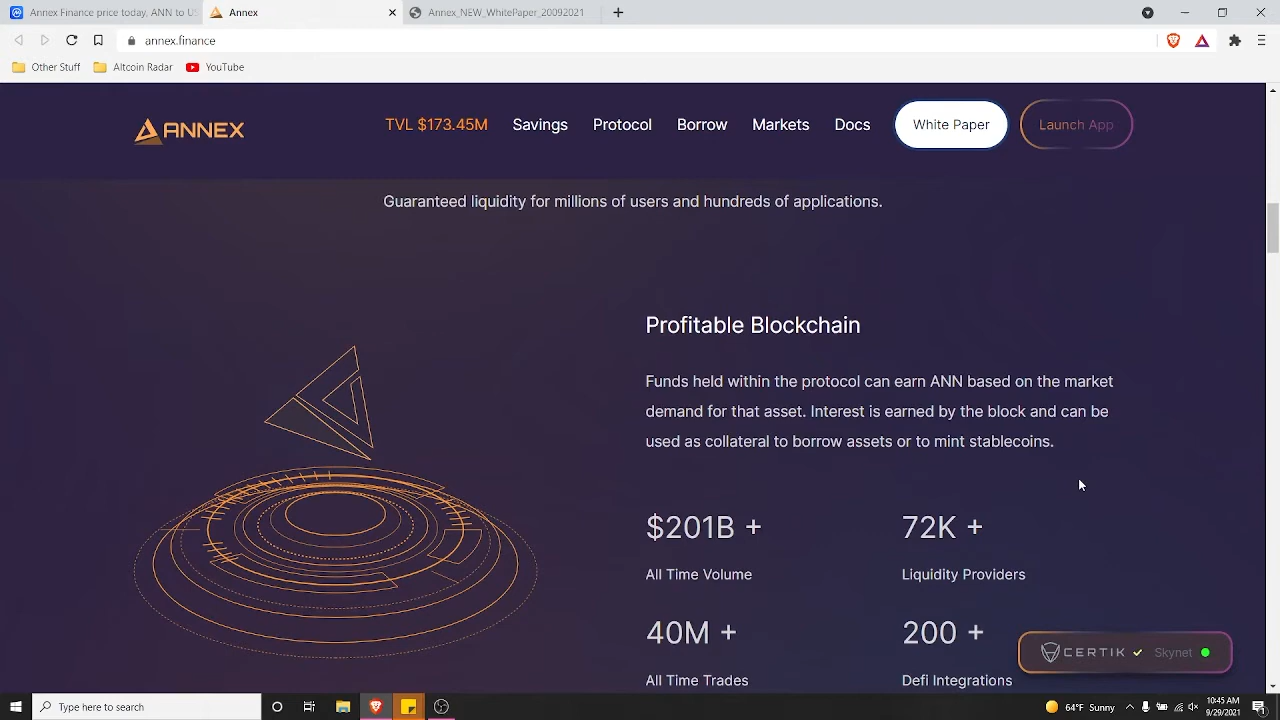 Annex Finance price today, ANN to US
Annex
Annex_NEW_WhitePaper_20092021
annex.finance
Other Stuff
Altcoin Radar
YouTube
ANNEX
TVL $173.45M
Savings
Protocol
Borrow
Markets
Docs
White Paper
Launch App
Guaranteed liquidity for millions of users and hundreds of applications.
Profitable Blockchain
Funds held within the protocol can earn ANN based on the market
demand for that asset. Interest is earned by the block and can be
used as collateral to borrow assets or to mint stablecoins.
$201B +
72K +
All Time Volume
Liquidity Providers
40M +
200 +
All Time Trades
Defi Integrations
CERTIK
Skynet
Type here to search
64°F Sunny
10:45 AM
9/29/2021